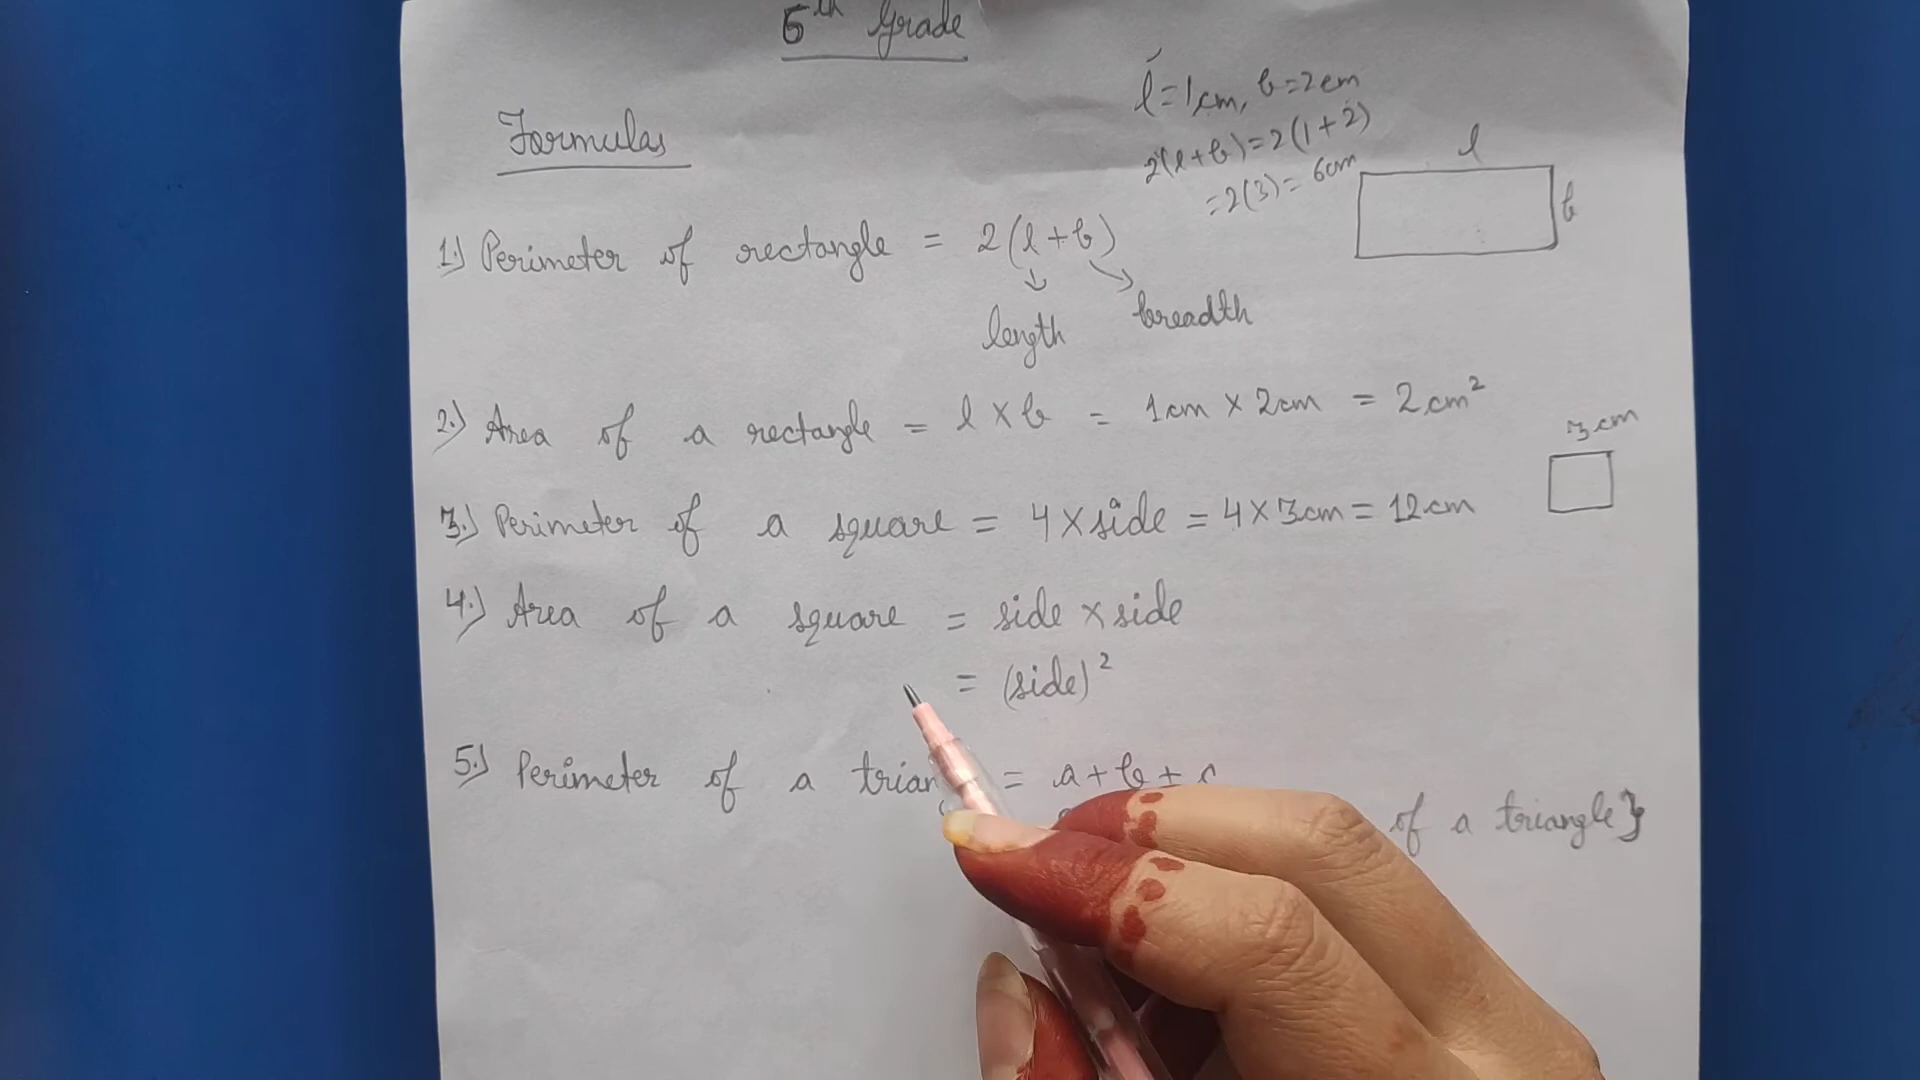 5th Grade
Formulas
l = 1cm, b = 2cm
2(l+b) = 2(1+2)
= 2(3) = 6cm
l
b
1.) Perimeter of rectangle = 2(l+b)
length
breadth
2.) Area of a rectangle = l × b = 1cm × 2cm = 2cm²
3cm
3.) Perimeter of a square = 4 × side = 4 × 3cm = 12cm
4.) Area of a square = side × side
= (side)²
5.) Perimeter of a = a + b +
of a triangle}